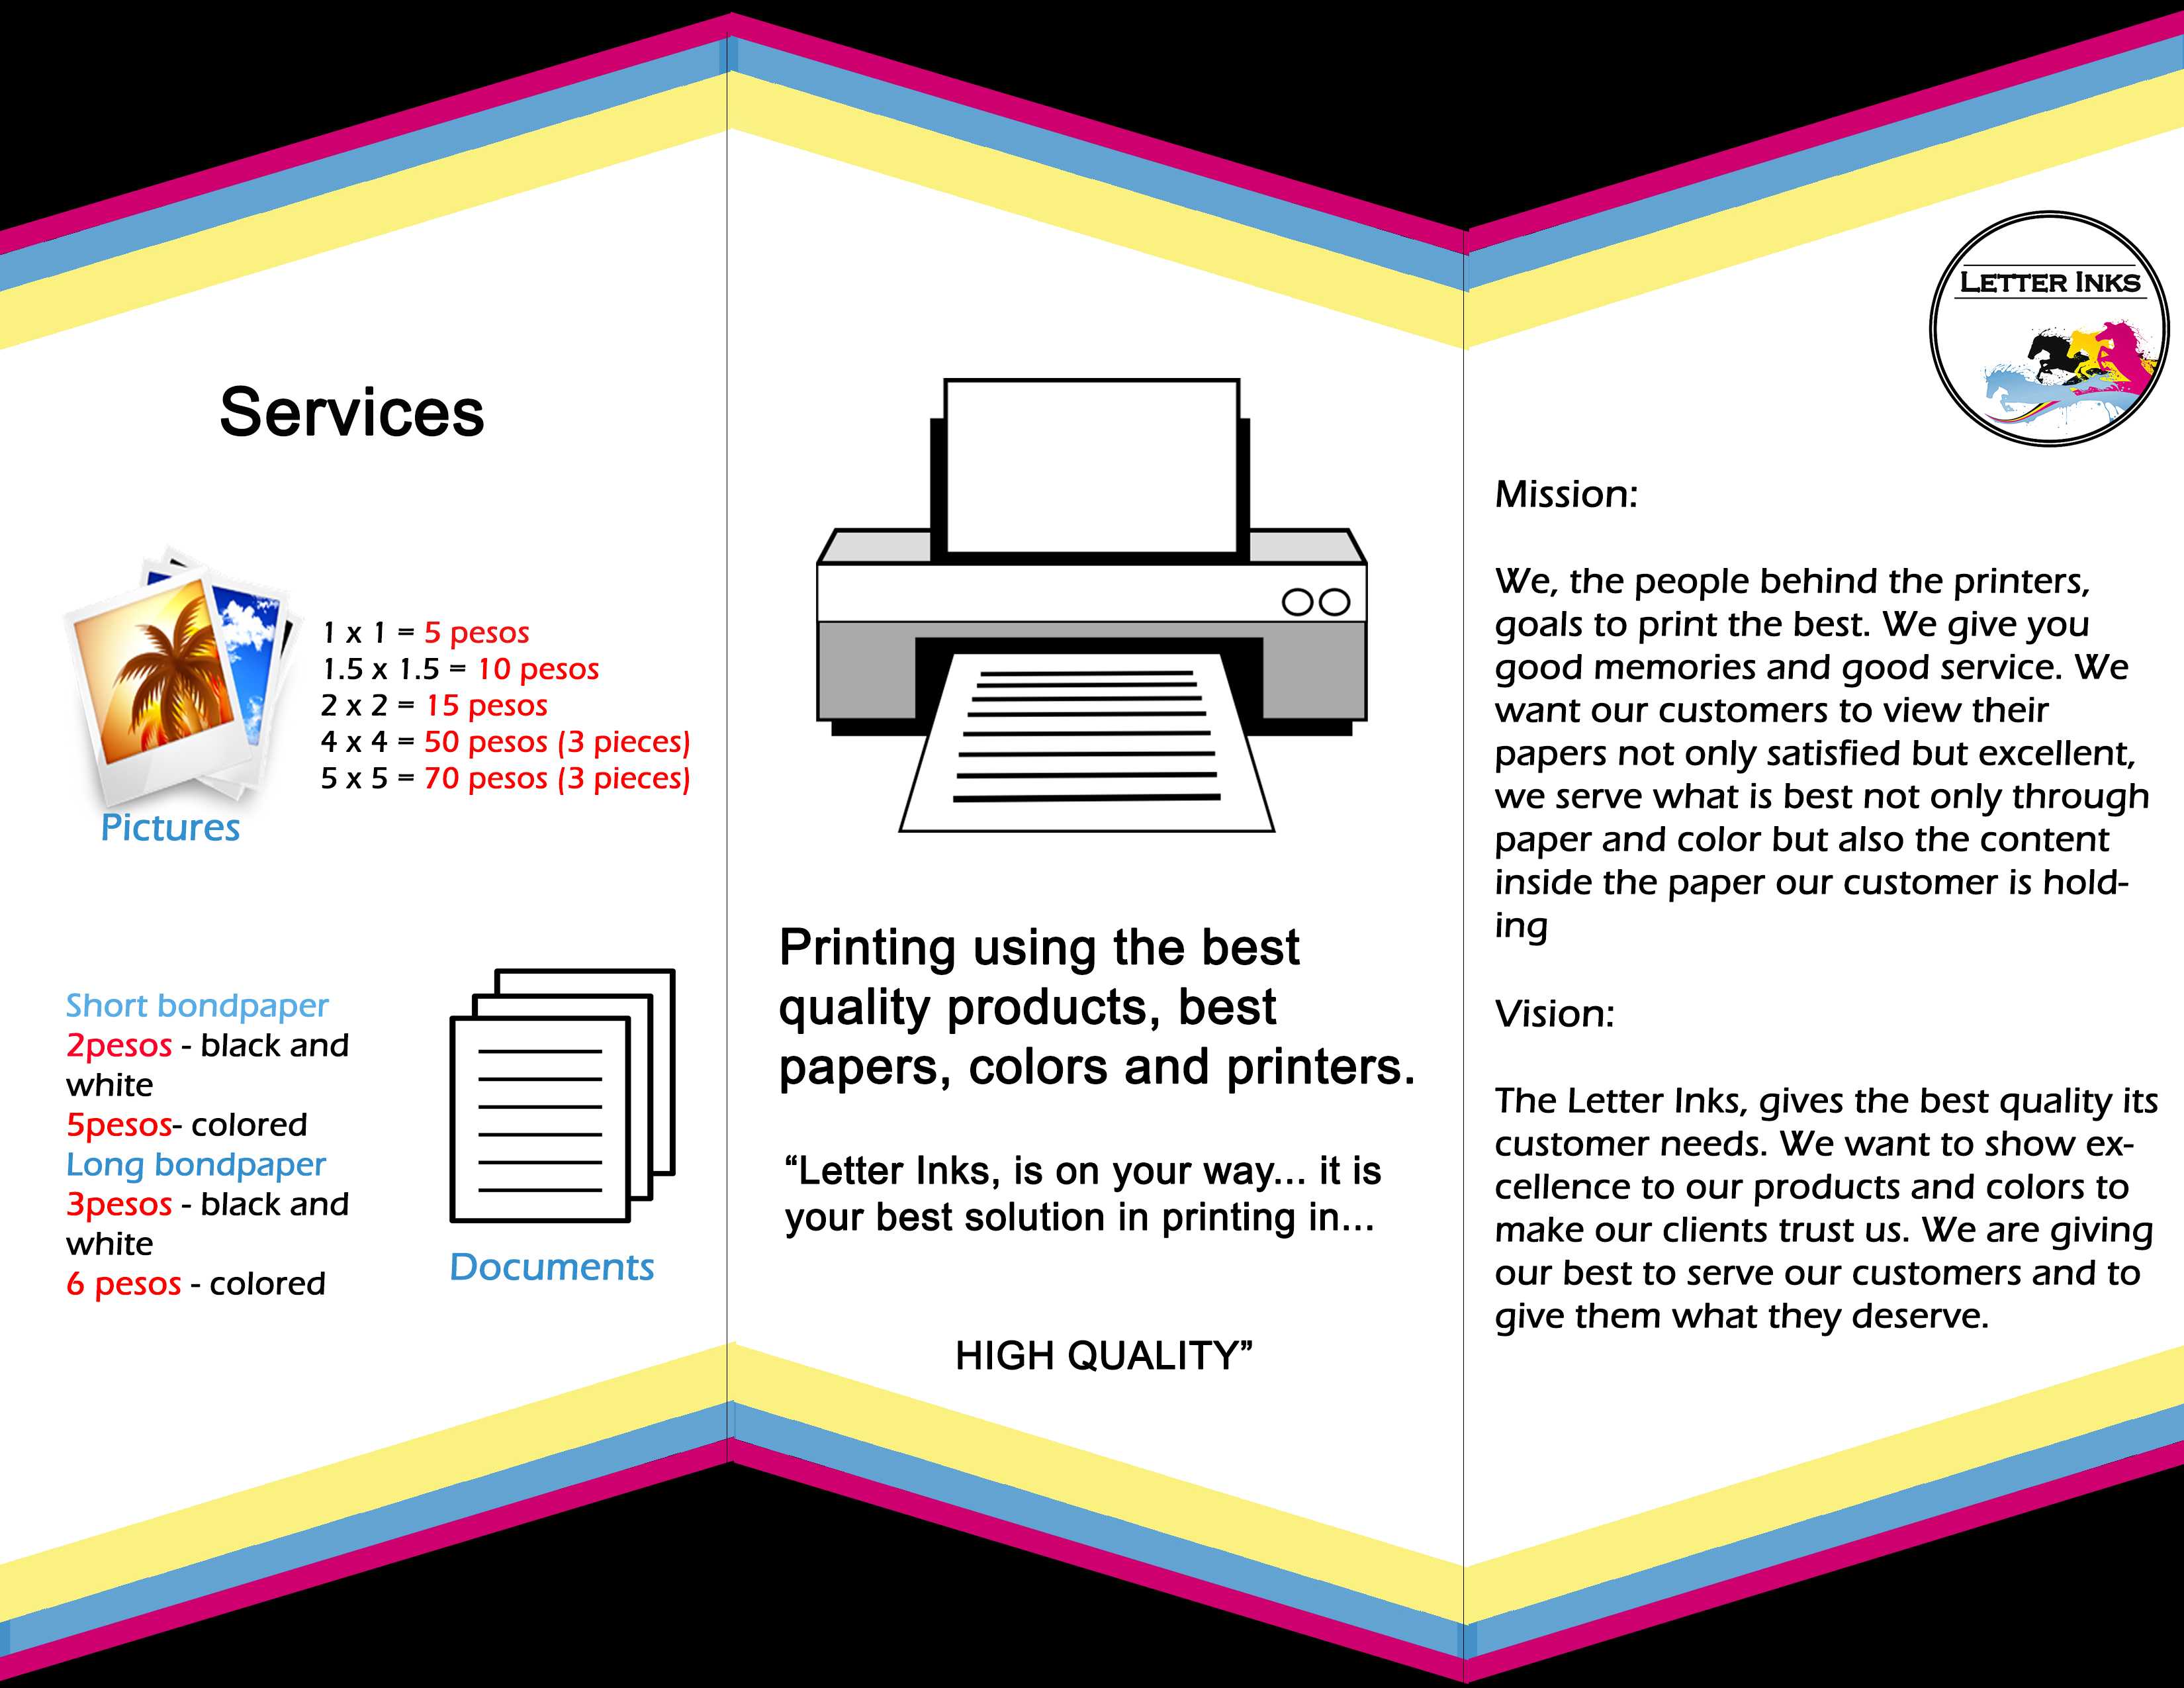 Services
1 x 1 = 5 pesos
1.5 x 1.5 = 10 pesos
2 x 2 = 15 pesos
4 x 4 = 50 pesos (3 pieces)
5 x 5 = 70 pesos (3 pieces)
Pictures
Short bondpaper
2pesos - black and
white
5pesos- colored
Long bondpaper
3pesos - black and
white
6 pesos - colored
Documents
Printing using the best
quality products, best
papers, colors and printers.
“Letter Inks, is on your way... it is
your best solution in printing in...
HIGH QUALITY”
LETTER INKS
Mission:
We, the people behind the printers,
goals to print the best. We give you
good memories and good service. We
want our customers to view their
papers not only satisfied but excellent,
we serve what is best not only through
paper and color but also the content
inside the paper our customer is hold-
ing
Vision:
The Letter Inks, gives the best quality its
customer needs. We want to show ex-
cellence to our products and colors to
make our clients trust us. We are giving
our best to serve our customers and to
give them what they deserve.